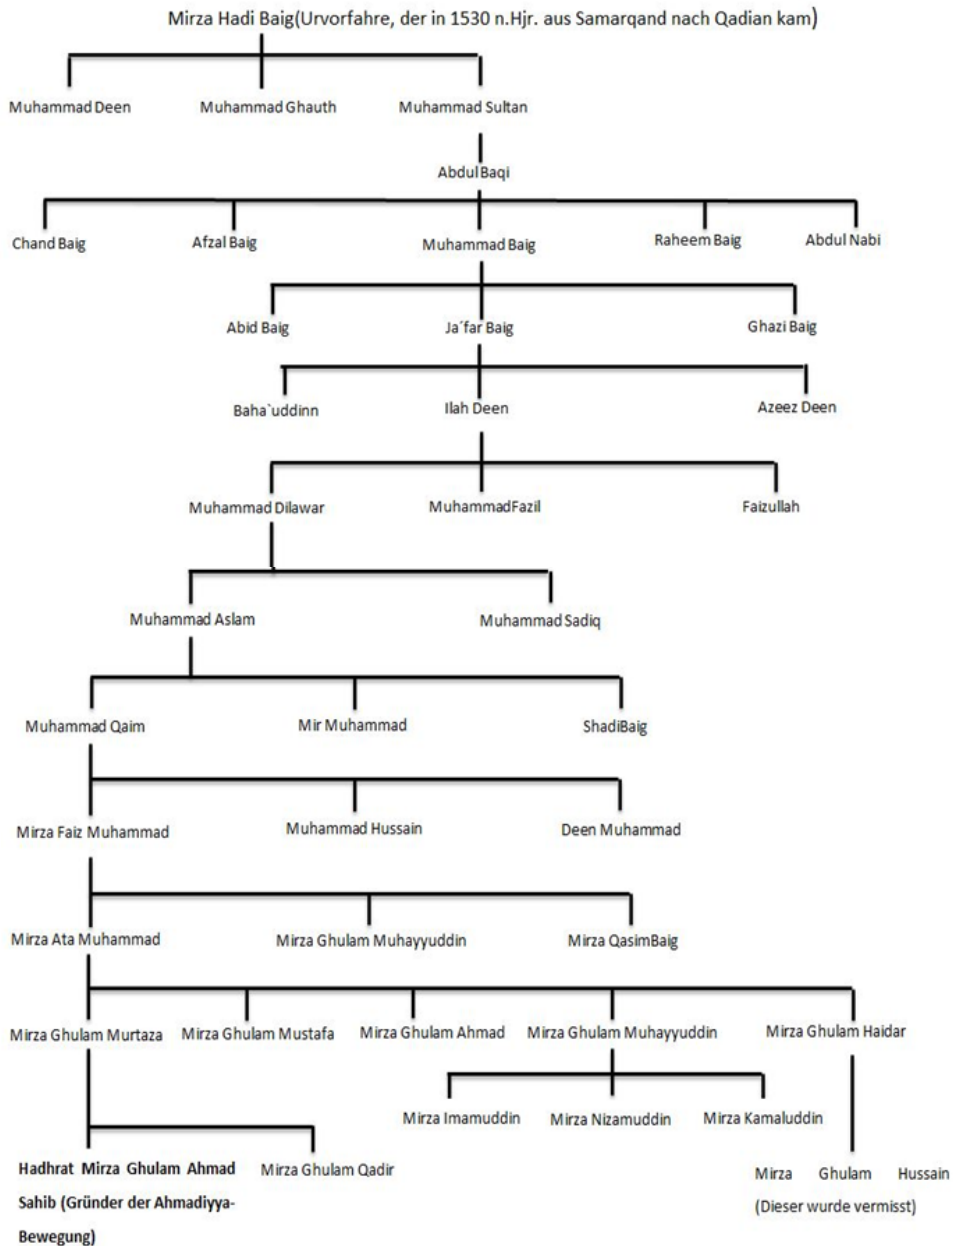 Mirza Hadi Baig(Urvorfahre, der in 1530 n.Hjr. aus Samarqand nach Qadian kam)
Muhammad Deen
Muhammad Ghauth
Muhammad Sultan
Abdul Baqi
Chand Baig
Afzal Baig
Muhammad Baig
Raheem Baig
Abdul Nabi
Abid Baig
Ja´far Baig
Ghazi Baig
Baha`uddinn
Ilah Deen
Azeez Deen
Muhammad Dilawar
MuhammadFazil
Faizullah
Muhammad Aslam
Muhammad Sadiq
Muhammad Qaim
Mir Muhammad
ShadiBaig
Mirza Faiz Muhammad
Muhammad Hussain
Deen Muhammad
Mirza Ata Muhammad
Mirza Ghulam Muhayyuddin
Mirza QasimBaig
Mirza Ghulam Murtaza
Mirza Ghulam Mustafa
Mirza Ghulam Ahmad
Mirza Ghulam Muhayyuddin
Mirza Ghulam Haidar
Mirza Imamuddin
Mirza Nizamuddin
Mirza Kamaluddin
Hadhrat Mirza Ghulam Ahmad
Sahib (Gründer der Ahmadiyya-
Bewegung)
Mirza Ghulam Qadir
Mirza Ghulam Hussain
(Dieser wurde vermisst)